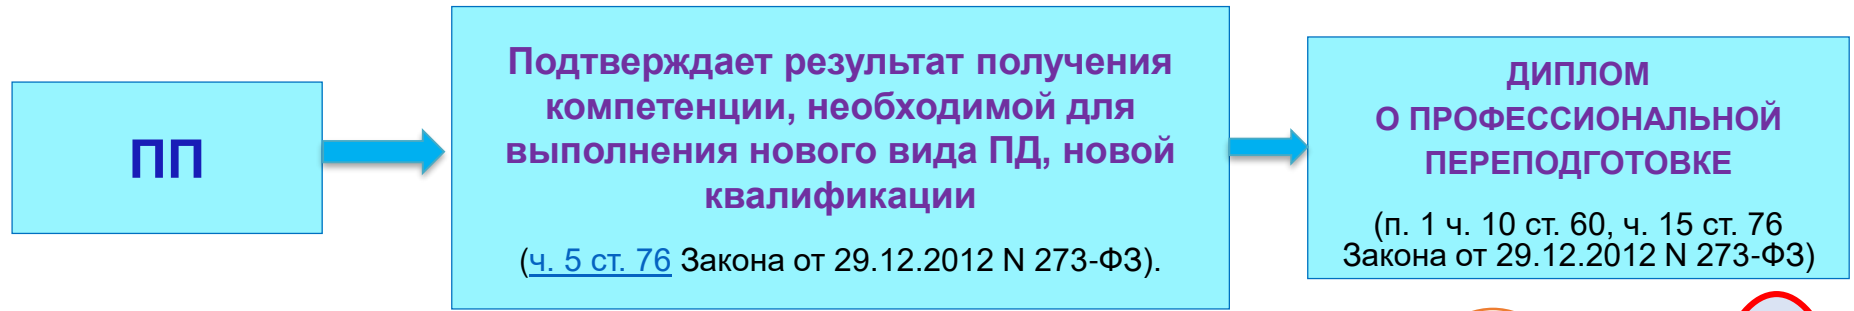 ПП
Подтверждает результат получения
компетенции, необходимой для
выполнения нового вида ПД, новой
квалификации
(ч. 5 ст. 76 Закона от 29.12.2012 N 273-ФЗ).
ДИПЛОМ
О ПРОФЕССИОНАЛЬНОЙ
ПЕРЕПОДГОТОВКЕ
(п. 1 ч. 10 ст. 60, ч. 15 ст. 76
Закона от 29.12.2012 N 273-ФЗ)